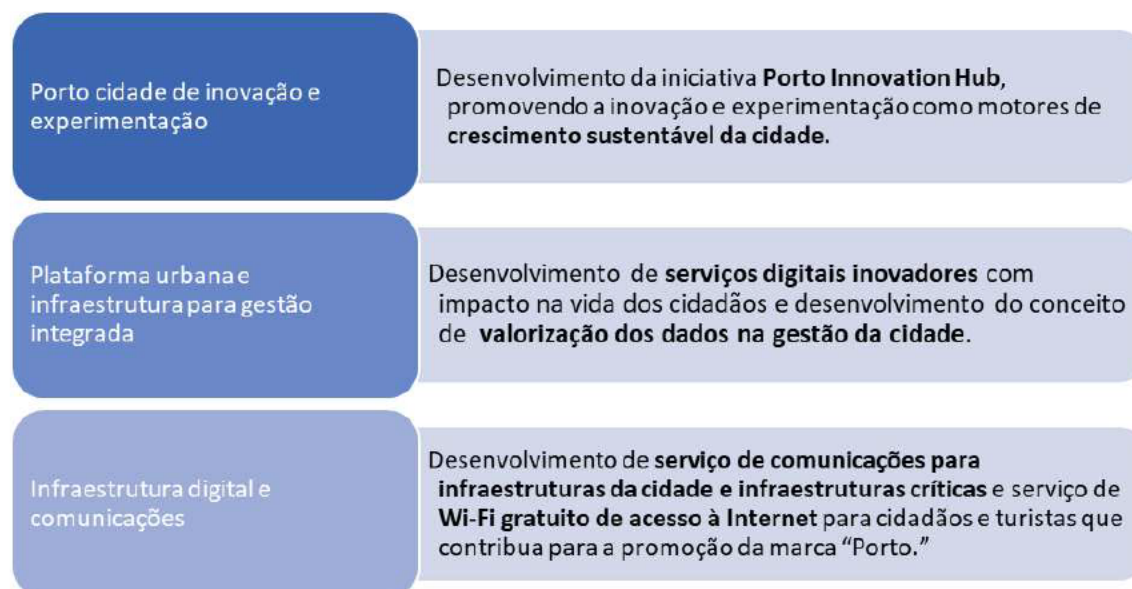 Porto cidade de inovação e
experimentação
Desenvolvimento da iniciativa Porto Innovation Hub,
promovendo a inovação e experimentação como motores de
crescimento sustentável da cidade.
Plataforma urbana e
infraestrutura para gestão
integrada
Desenvolvimento de serviços digitais inovadores com
impacto na vida dos cidadãos e desenvolvimento do conceito
de valorização dos dados na gestão da cidade.
Infraestrutura digital e
comunicações
Desenvolvimento de serviço de comunicações para
infraestruturas da cidade e infraestruturas críticas e serviço de
Wi-Fi gratuito de acesso à Internet para cidadãos e turistas que
contribua para a promoção da marca “Porto.”